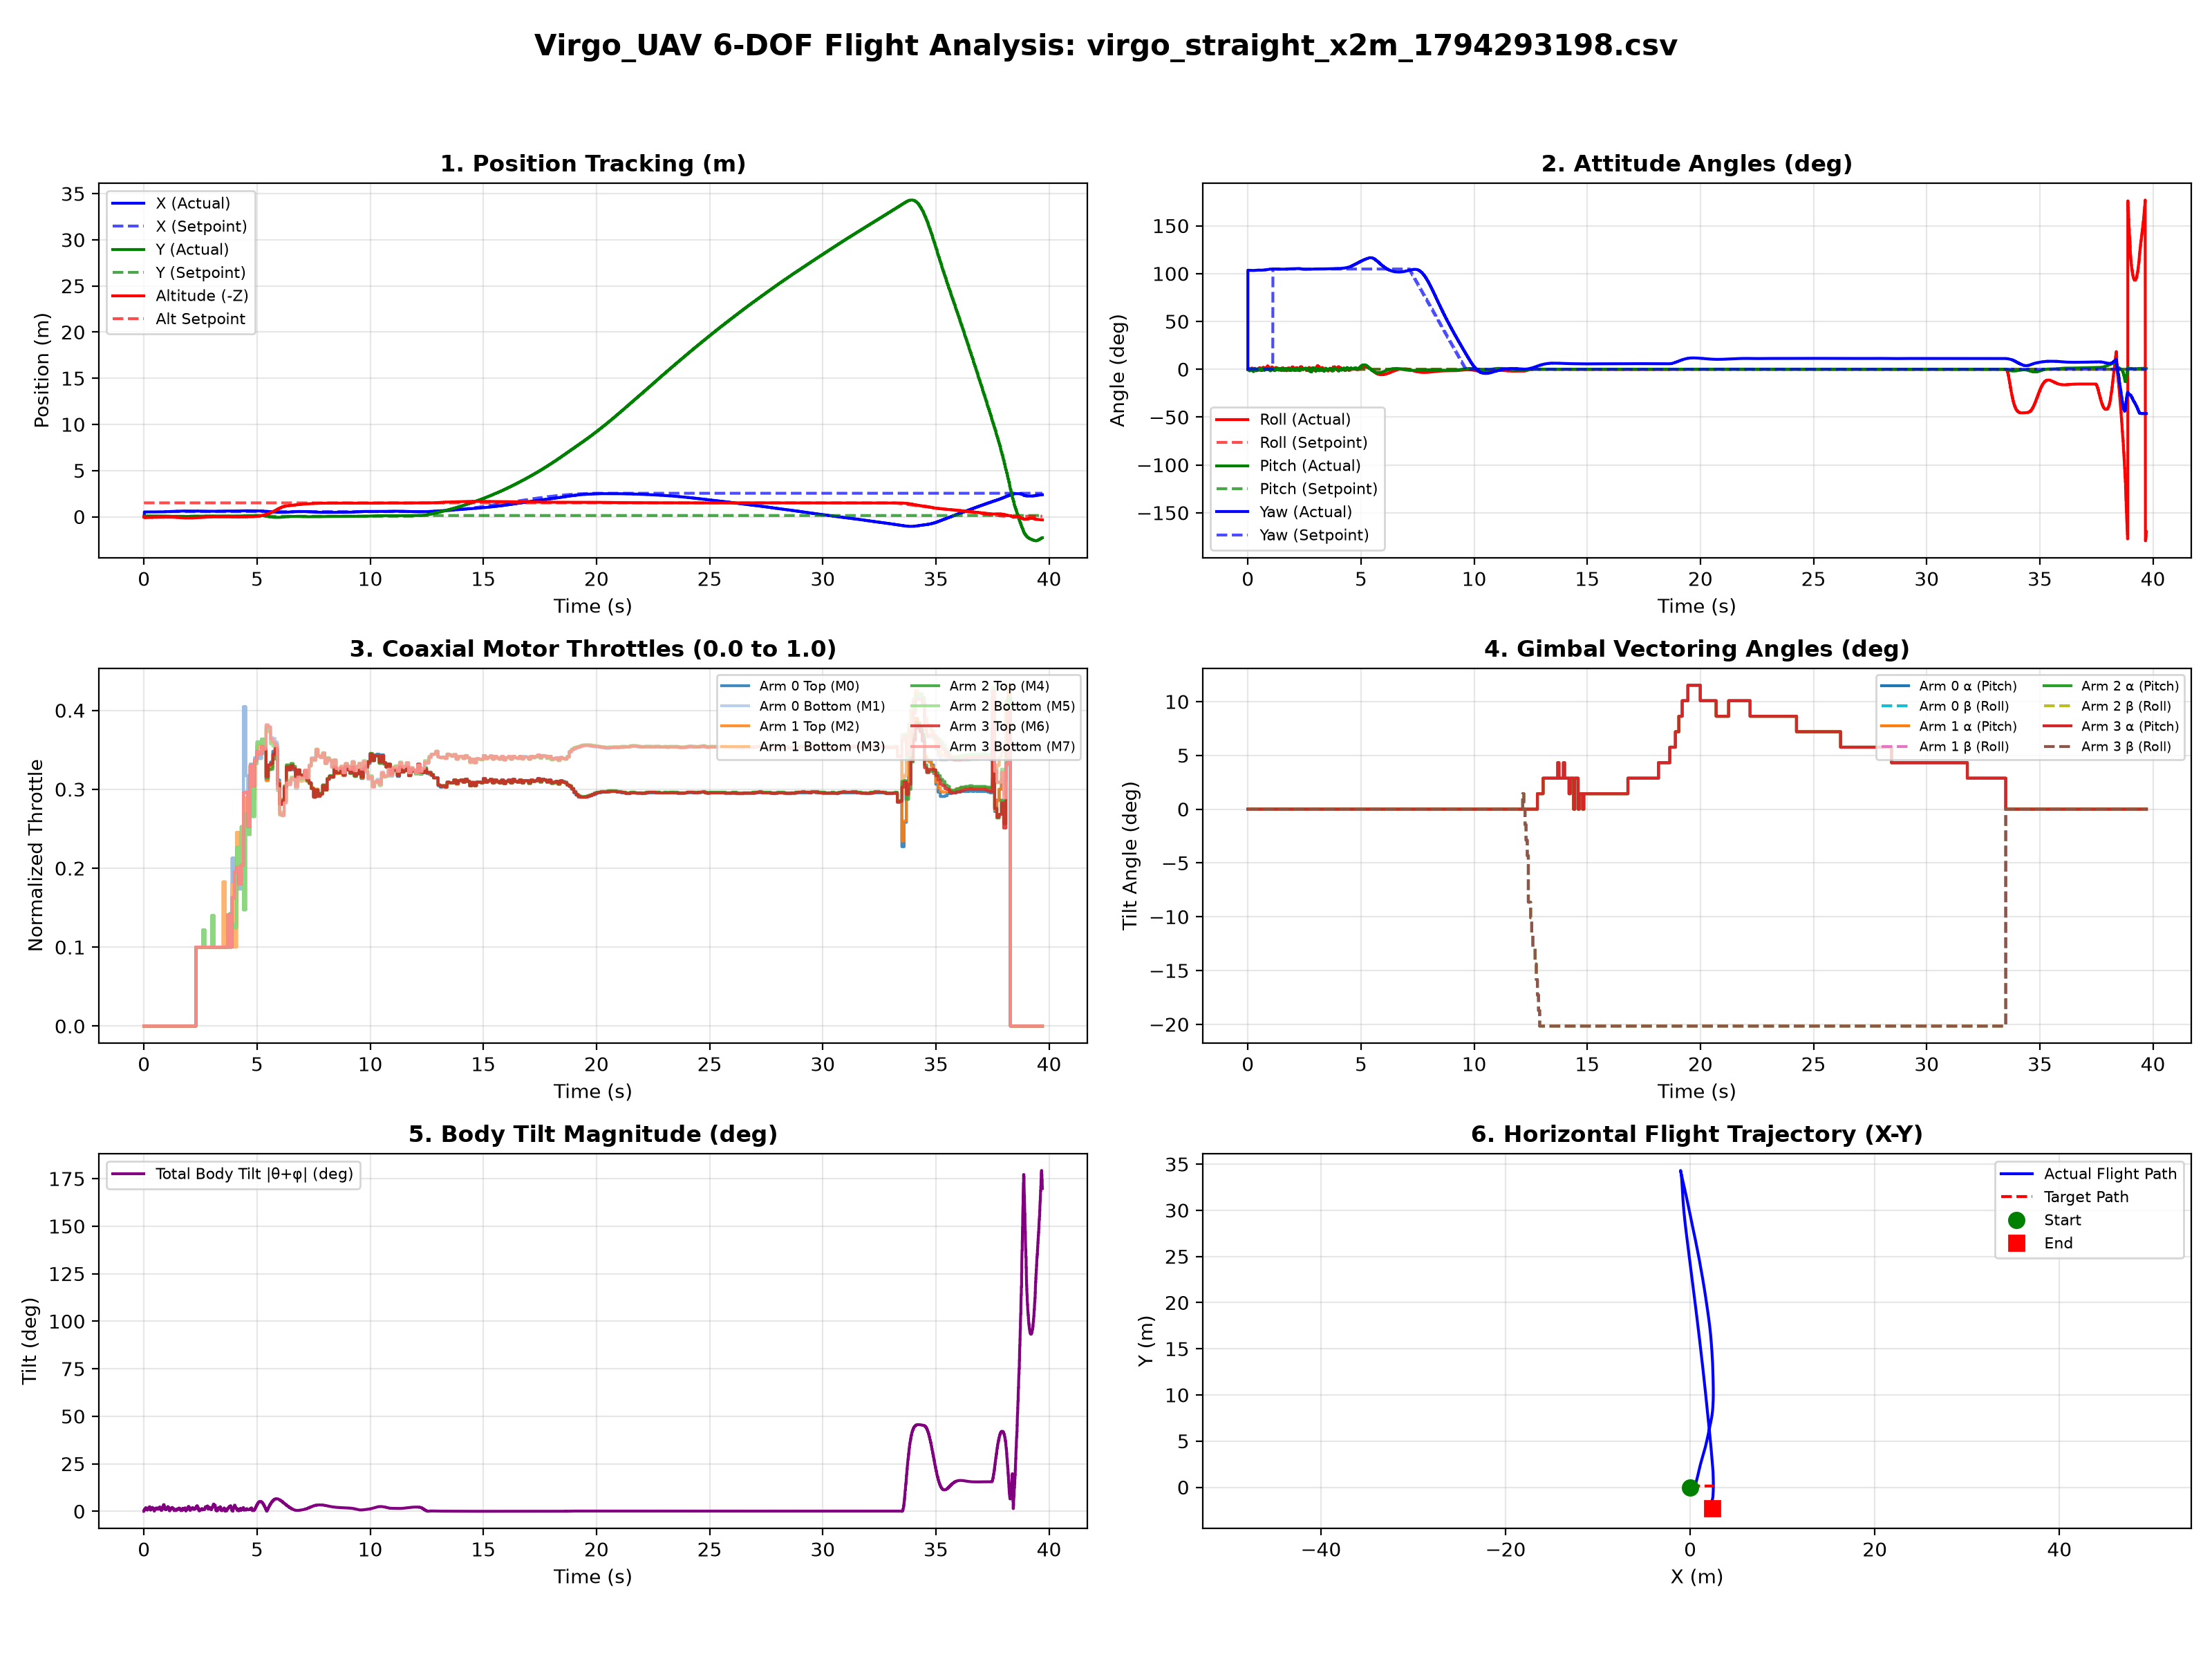 Virgo_UAV 6-DOF Flight Analysis: virgo_straight_x2m_1794293198.csv
1. Position Tracking (m)
35
30
25
20
15
10
5
0
Position (m)
X (Actual)
X (Setpoint)
Y (Actual)
Y (Setpoint)
Altitude (-Z)
Alt Setpoint
0 5 10 15 20 25 30 35 40
Time (s)
2. Attitude Angles (deg)
150
100
50
0
−50
−100
−150
Angle (deg)
Roll (Actual)
Roll (Setpoint)
Pitch (Actual)
Pitch (Setpoint)
Yaw (Actual)
Yaw (Setpoint)
0 5 10 15 20 25 30 35 40
Time (s)
3. Coaxial Motor Throttles (0.0 to 1.0)
0.4
0.3
0.2
0.1
0.0
Normalized Throttle
Arm 0 Top (M0) Arm 2 Top (M4)
Arm 0 Bottom (M1) Arm 2 Bottom (M5)
Arm 1 Top (M2) Arm 3 Top (M6)
Arm 1 Bottom (M3) Arm 3 Bottom (M7)
0 5 10 15 20 25 30 35 40
Time (s)
4. Gimbal Vectoring Angles (deg)
10
5
0
−5
−10
−15
−20
Tilt Angle (deg)
Arm 0 α (Pitch) Arm 2 α (Pitch)
Arm 0 β (Roll) Arm 2 β (Roll)
Arm 1 α (Pitch) Arm 3 α (Pitch)
Arm 1 β (Roll) Arm 3 β (Roll)
0 5 10 15 20 25 30 35 40
Time (s)
5. Body Tilt Magnitude (deg)
175
150
125
100
75
50
25
0
Tilt (deg)
Total Body Tilt |θ+φ| (deg)
0 5 10 15 20 25 30 35 40
Time (s)
6. Horizontal Flight Trajectory (X-Y)
35
30
25
20
15
10
5
0
Y (m)
Actual Flight Path
Target Path
Start
End
−40 −20 0 20 40
X (m)